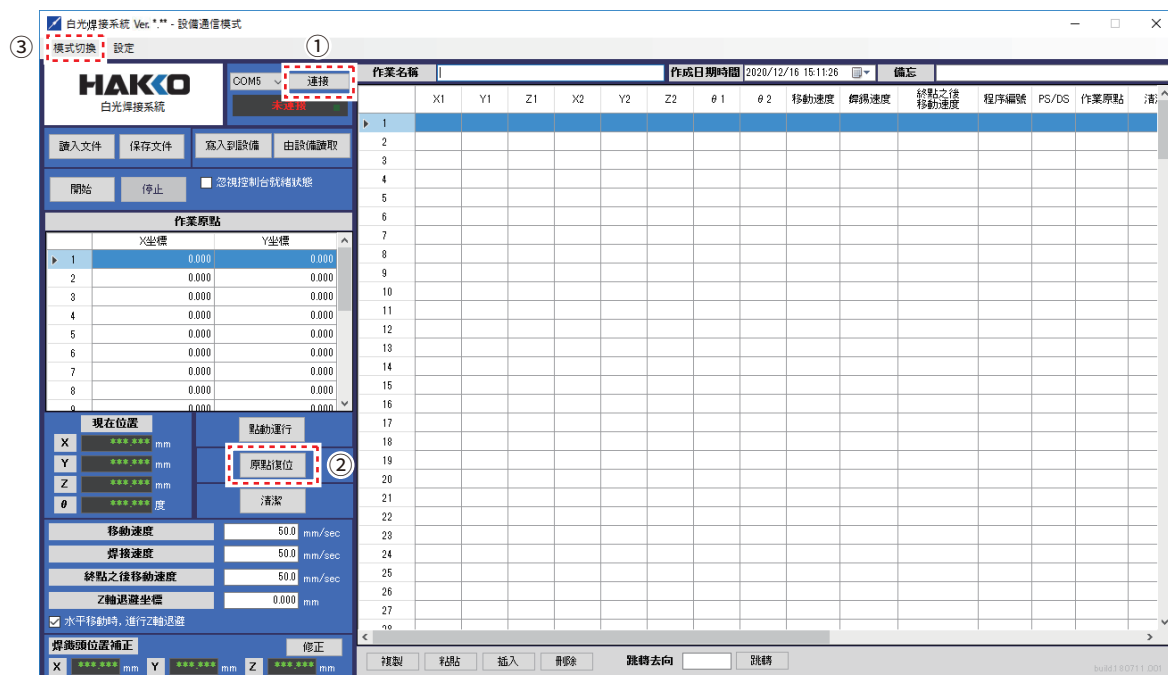 白光焊接系統 Ver. *.** - 設備通信模式
③ 模式切換 設定 ①
HAKKO
白光焊接系統
COM5 連接
未連接
作業名稱 作成日期時間 2020/12/16 15:11:26 備忘
X1 Y1 Z1 X2 Y2 Z2 θ1 θ2 移動速度 銲錫速度 終點之後移動速度 程序編號 PS/DS 作業原點
讀入文件 保存文件 寫入到設備 由設備讀取
開始 停止 忽視控制台就緒狀態
作業原點
X坐標 Y坐標
1 0.000 0.000
2 0.000 0.000
3 0.000 0.000
4 0.000 0.000
5 0.000 0.000
6 0.000 0.000
7 0.000 0.000
8 0.000 0.000
9 0.000 0.000
現在位置
X ***.*** mm
Y ***.*** mm
Z ***.*** mm
θ ***.*** 度
點動運行
原點復位 ②
清潔
移動速度 50.0 mm/sec
焊接速度 50.0 mm/sec
終點之後移動速度 50.0 mm/sec
Z軸退避坐標 0.000 mm
水平移動時, 進行Z軸退避
焊鐵頭位置補正 修正
X ***.*** mm Y ***.*** mm Z ***.*** mm
1
2
3
4
5
6
7
8
9
10
11
12
13
14
15
16
17
18
19
20
21
22
23
24
25
26
27
28
複製 粘貼 插入 刪除 跳轉去向 跳轉
build1.90711.001